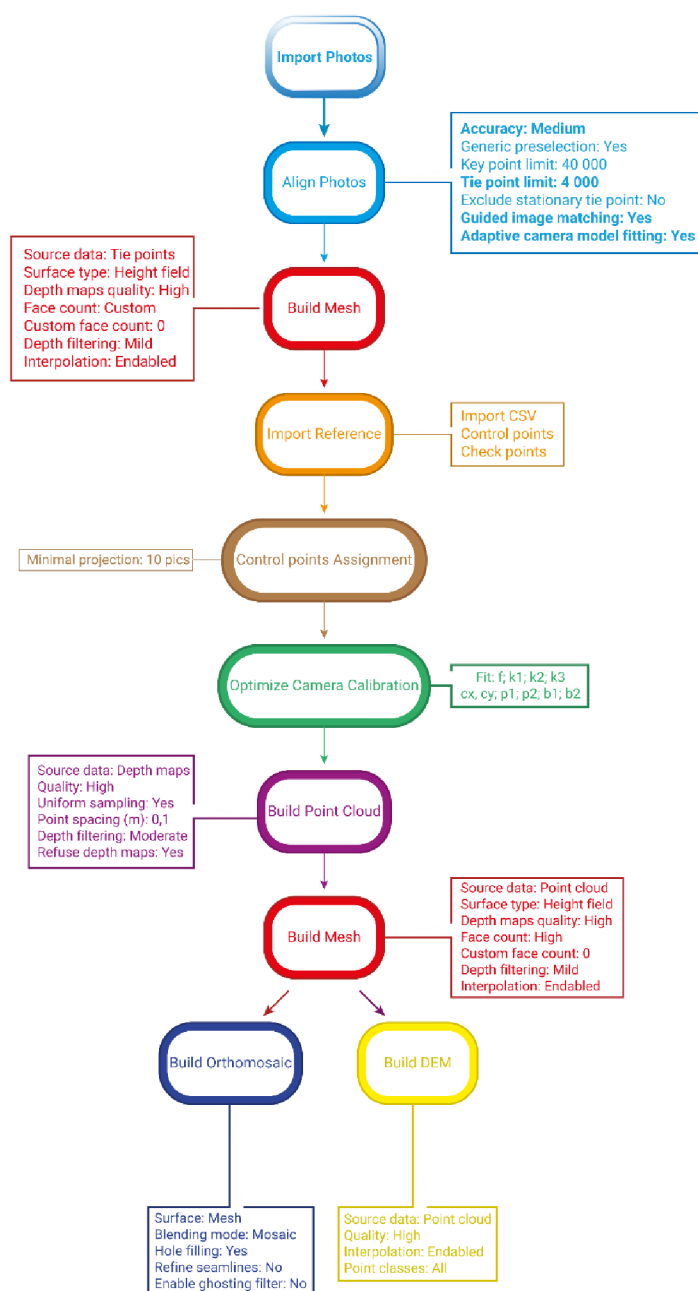 Import Photos
Align Photos
Accuracy: Medium
Generic preselection: Yes
Key point limit: 40 000
Tie point limit: 4 000
Exclude stationary tie point: No
Guided image matching: Yes
Adaptive camera model fitting: Yes
Source data: Tie points
Surface type: Height field
Depth maps quality: High
Face count: Custom
Custom face count: 0
Depth filtering: Mild
Interpolation: Endabled
Build Mesh
Import Reference
Import CSV
Control points
Check points
Minimal projection: 10 pics
Control points Assignment
Optimize Camera Calibration
Fit: f; k1; k2; k3
cx, cy; p1; p2; b1; b2
Source data: Depth maps
Quality: High
Uniform sampling: Yes
Point spacing (m): 0,1
Depth filtering: Moderate
Refuse depth maps: Yes
Build Point Cloud
Build Mesh
Source data: Point cloud
Surface type: Height field
Depth maps quality: High
Face count: High
Custom face count: 0
Depth filtering: Mild
Interpolation: Endabled
Build Orthomosaic
Build DEM
Surface: Mesh
Blending mode: Mosaic
Hole filling: Yes
Refine seamlines: No
Enable ghosting filter: No
Source data: Point cloud
Quality: High
Interpolation: Endabled
Point classes: All